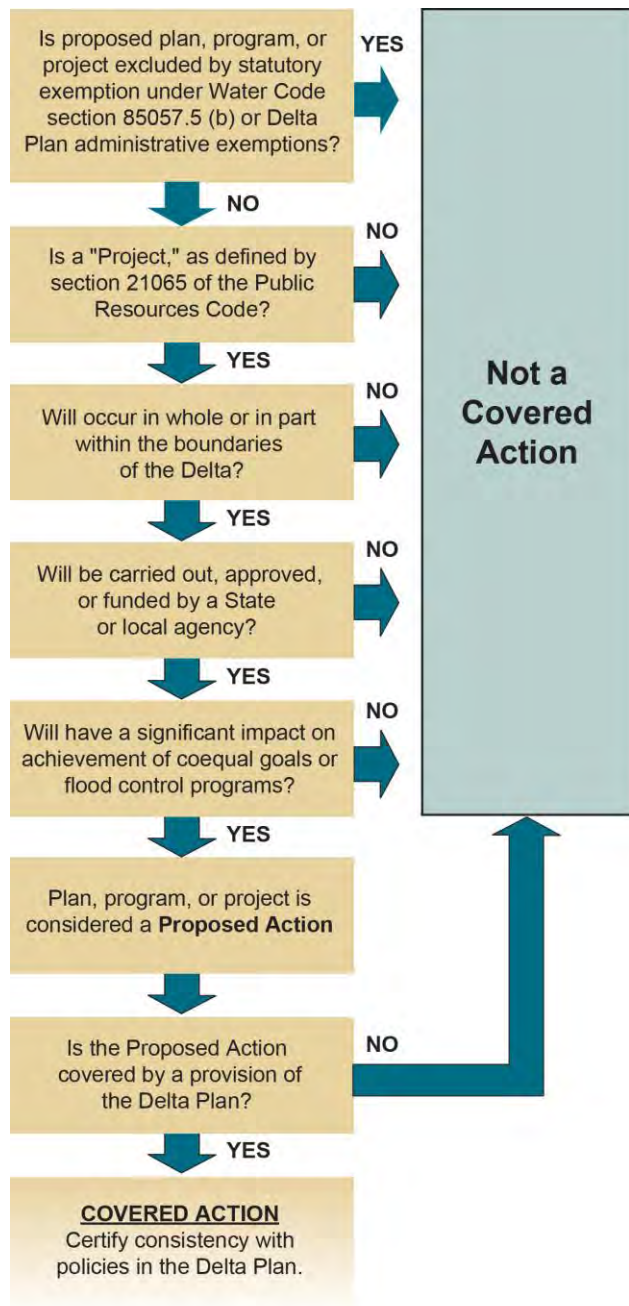 Is proposed plan, program, or
project excluded by statutory
exemption under Water Code
section 85057.5 (b) or Delta
Plan administrative exemptions?
YES
NO
Is a "Project," as defined by
section 21065 of the Public
Resources Code?
NO
YES
Will occur in whole or in part
within the boundaries
of the Delta?
NO
YES
Will be carried out, approved,
or funded by a State
or local agency?
NO
YES
Will have a significant impact on
achievement of coequal goals or
flood control programs?
NO
YES
Plan, program, or project is
considered a Proposed Action
Is the Proposed Action
covered by a provision of
the Delta Plan?
NO
YES
COVERED ACTION
Certify consistency with
policies in the Delta Plan.
Not a
Covered
Action